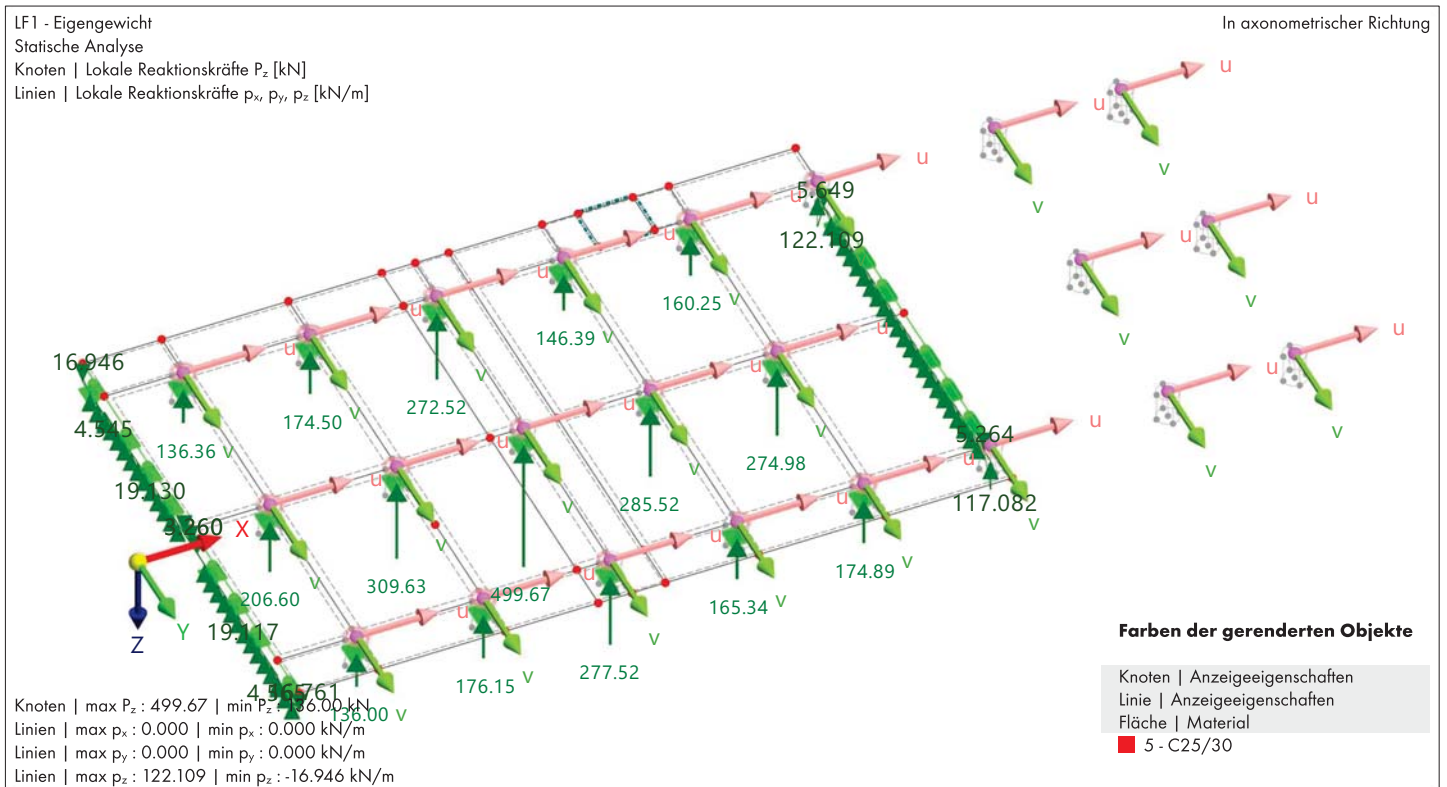 LF1 - Eigengewicht
In axonometrischer Richtung
Statische Analyse
Knoten | Lokale Reaktionskräfte Pz [kN]
Linien | Lokale Reaktionskräfte px, py, pz [kN/m]
u
u
v
v
u
5.649
u
122.109
u
u
v
u
160.25
v
u
u
v
v
146.39
v
16.946
u
u
272.52
v
4.545
174.50
v
136.36
v
u
u
u
v
19.130
274.98
v
u
v
285.52
5.264
u
u
117.082
v
3.260
X
v
u
v
309.63
u
206.60
v
499.67
u
174.89
v
Y
Z
19.117
u
165.34
v
v
277.52
176.15
v
136.00
v
u
u
v
v
Farben der gerenderten Objekte
Knoten | Anzeigeeigenschaften
Linie | Anzeigeeigenschaften
Fläche | Material
5 - C25/30
Knoten | max Pz : 499.67 | min Pz : 136.00 kN
Linien | max px : 0.000 | min px : 0.000 kN/m
Linien | max py : 0.000 | min py : 0.000 kN/m
Linien | max pz : 122.109 | min pz : -16.946 kN/m